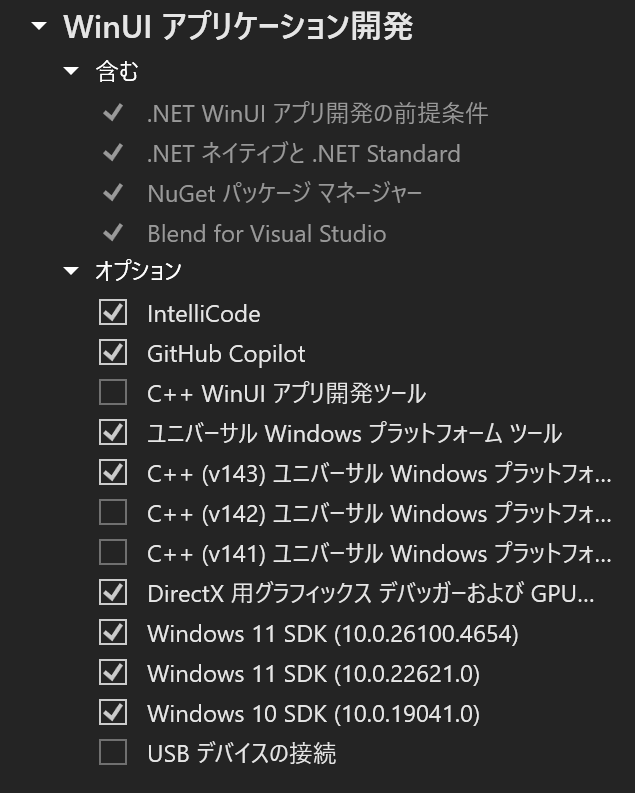 WinUI アプリケーション開発
含む
.NET WinUI アプリ開発の前提条件
.NET ネイティブと .NET Standard
NuGet パッケージ マネージャー
Blend for Visual Studio
オプション
IntelliCode
GitHub Copilot
C++ WinUI アプリ開発ツール
ユニバーサル Windows プラットフォーム ツール
C++ (v143) ユニバーサル Windows プラットフォ...
C++ (v142) ユニバーサル Windows プラットフォ...
C++ (v141) ユニバーサル Windows プラットフォ...
DirectX 用グラフィックス デバッガーおよび GPU...
Windows 11 SDK (10.0.26100.4654)
Windows 11 SDK (10.0.22621.0)
Windows 10 SDK (10.0.19041.0)
USB デバイスの接続